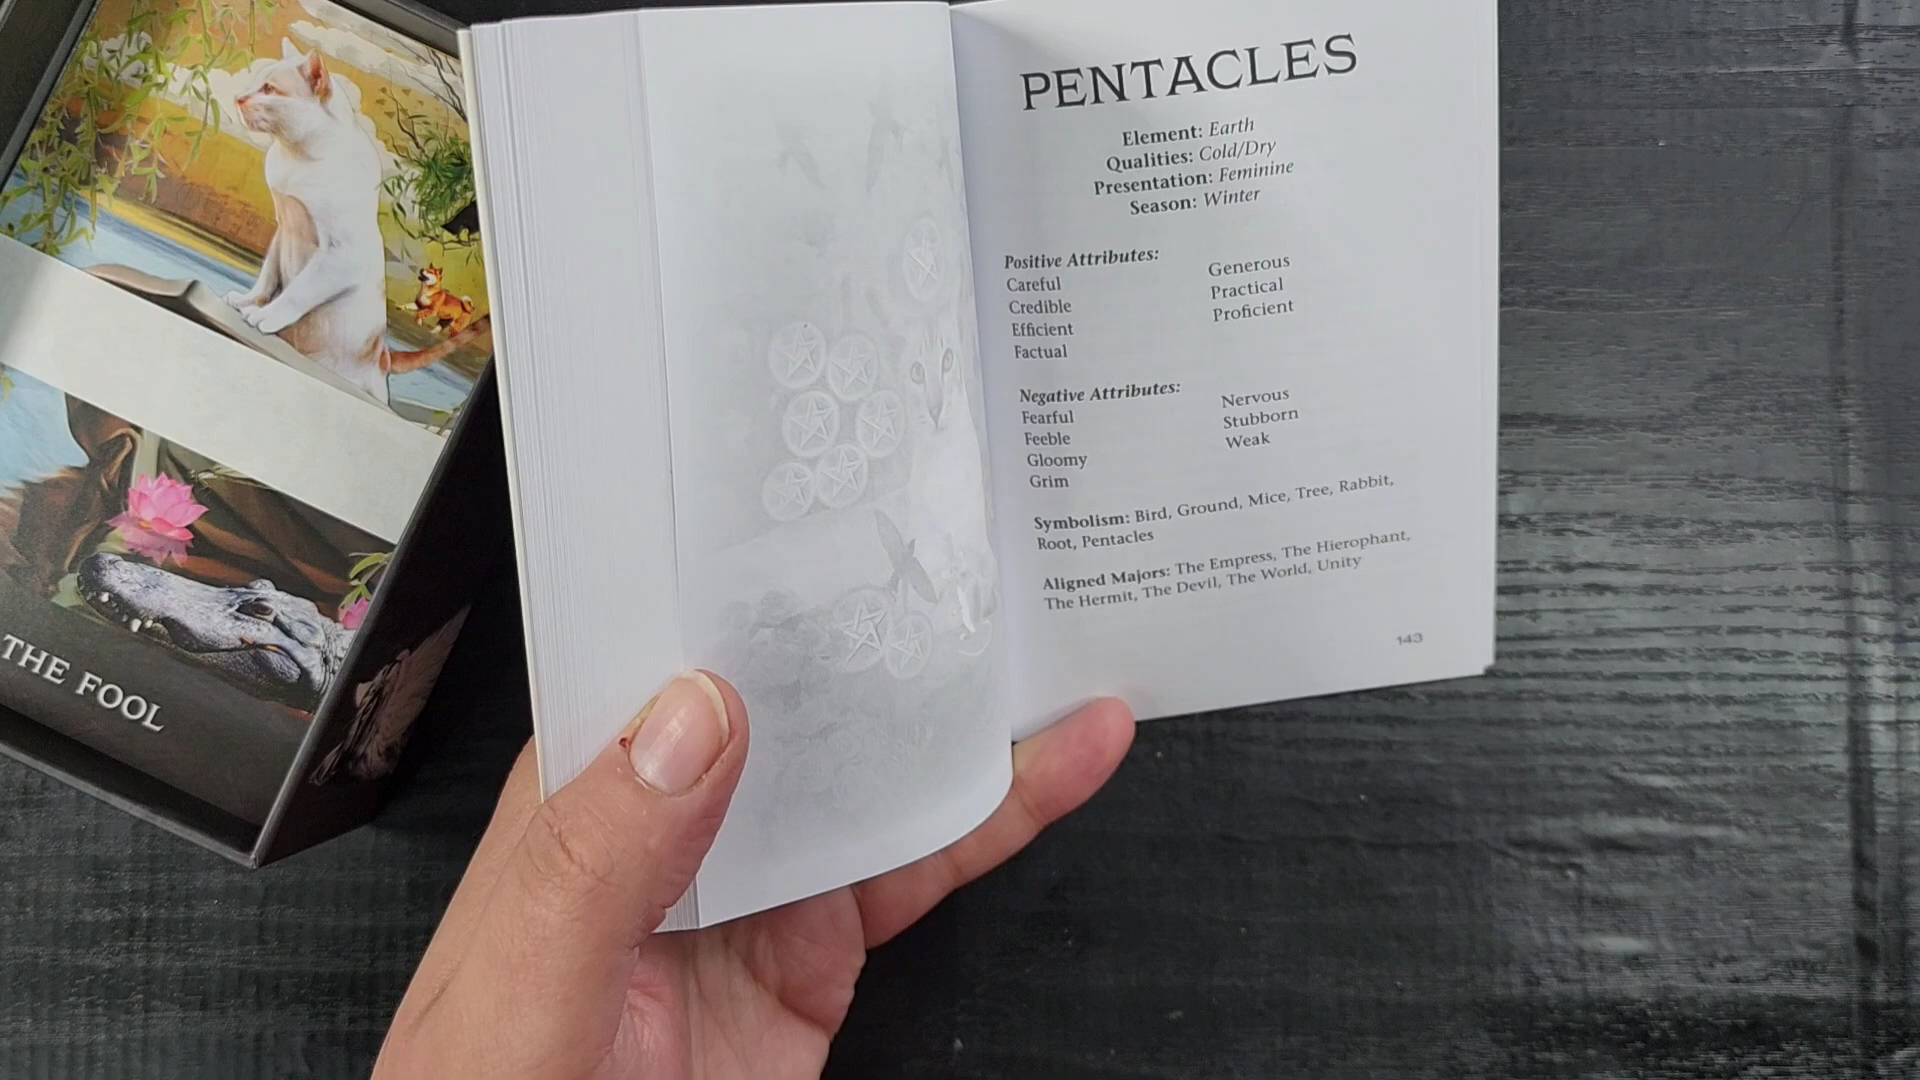 THE FOOL
PENTACLES
Element: Earth
Qualities: Cold/Dry
Presentation: Feminine
Season: Winter
Positive Attributes:
Careful
Credible
Efficient
Factual
Generous
Practical
Proficient
Negative Attributes:
Fearful
Feeble
Gloomy
Grim
Nervous
Stubborn
Weak
Symbolism: Bird, Ground, Mice, Tree, Rabbit,
Root, Pentacles
Aligned Majors: The Empress, The Hierophant,
The Hermit, The Devil, The World, Unity
143